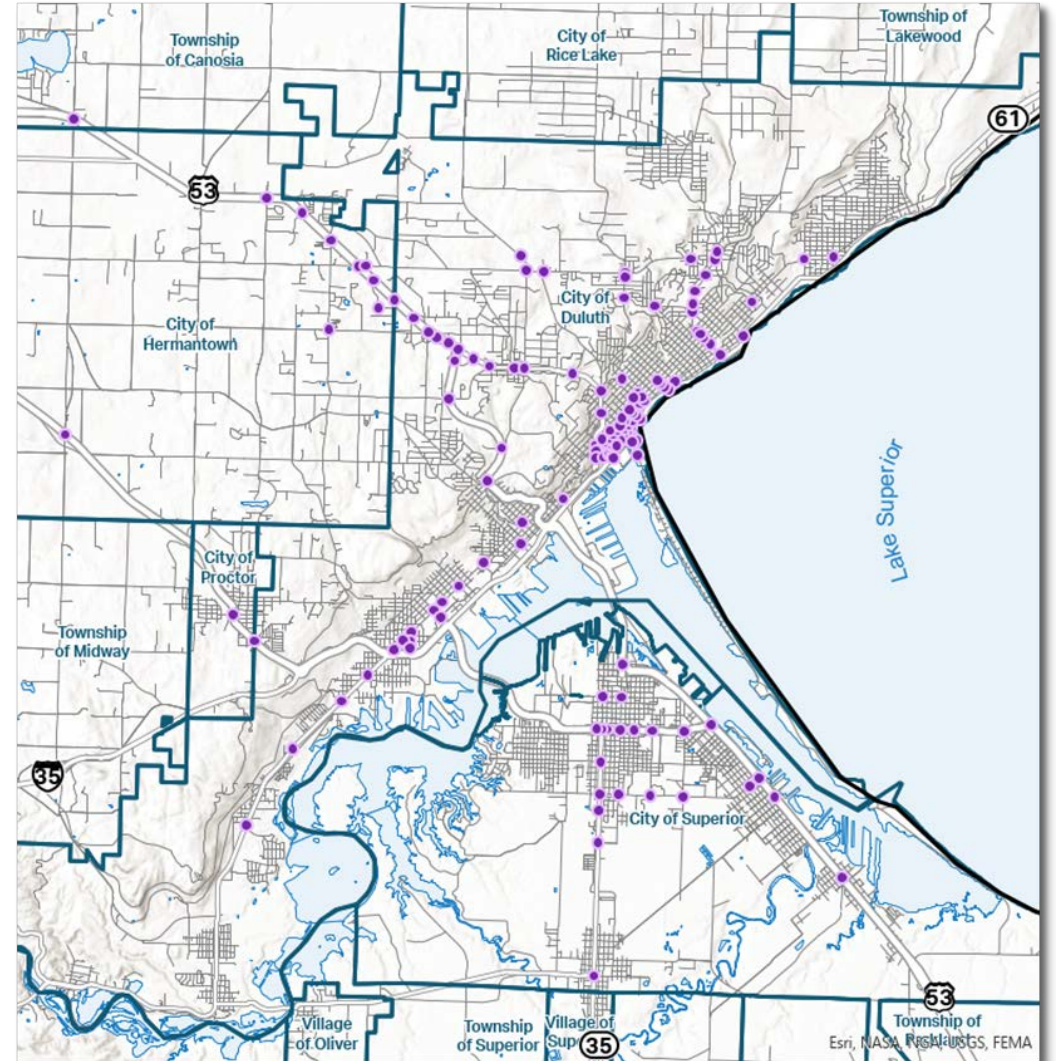 Township of
Lakewood
Township
of Canosia
City of
Rice Lake
61
53
City of
Duluth
City of
Hermantown
Lake Superior
City of
Proctor
Township
of Midway
35
City of Superior
53
Village
of Oliver
Township
of Superior
Village of
35
Township of
Esri, NASA, NGA, USGS, FEMA